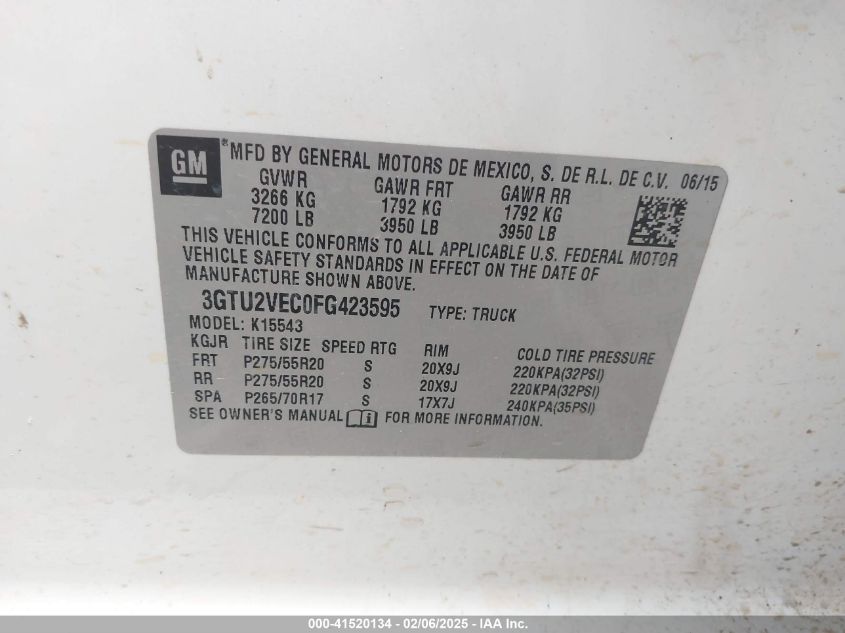 GM ® MFD BY GENERAL MOTORS DE MEXICO, S. DE R.L. DE C.V. 06/15
GVWR GAWR FRT GAWR RR
3266 KG 1792 KG 1792 KG
7200 LB 3950 LB 3950 LB
THIS VEHICLE CONFORMS TO ALL APPLICABLE U.S. FEDERAL MOTOR
VEHICLE SAFETY STANDARDS IN EFFECT ON THE DATE OF
MANUFACTURE SHOWN ABOVE.
3GTU2VEC0FG423595 TYPE: TRUCK
MODEL: K15543
KGJR TIRE SIZE SPEED RTG RIM COLD TIRE PRESSURE
FRT P275/55R20 S 20X9J 220KPA(32PSI)
RR P275/55R20 S 20X9J 220KPA(32PSI)
SPA P265/70R17 S 17X7J 240KPA(35PSI)
SEE OWNER'S MANUAL FOR MORE INFORMATION.
000-41520134 - 02/06/2025 - IAA Inc.